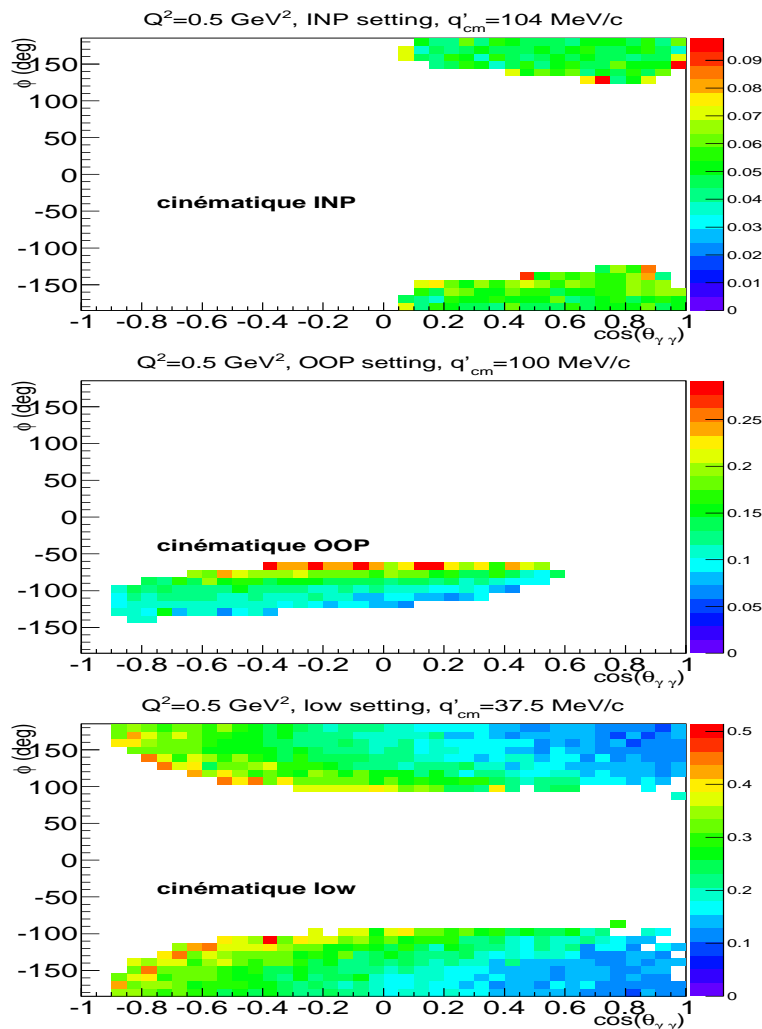 Q²=0.5 GeV², INP setting, q'cm=104 MeV/c
ϕ (deg)
150
100
50
0
-50
-100
-150
cinématique INP
-1 -0.8 -0.6 -0.4 -0.2 0 0.2 0.4 0.6 0.8 1
cos(θγγ)
0.09
0.08
0.07
0.06
0.05
0.04
0.03
0.02
0.01
0
Q²=0.5 GeV², OOP setting, q'cm=100 MeV/c
ϕ (deg)
150
100
50
0
-50
-100
-150
cinématique OOP
-1 -0.8 -0.6 -0.4 -0.2 0 0.2 0.4 0.6 0.8 1
cos(θγγ)
0.25
0.2
0.15
0.1
0.05
0
Q²=0.5 GeV², low setting, q'cm=37.5 MeV/c
ϕ (deg)
150
100
50
0
-50
-100
-150
cinématique low
-1 -0.8 -0.6 -0.4 -0.2 0 0.2 0.4 0.6 0.8 1
cos(θγγ)
0.5
0.4
0.3
0.2
0.1
0